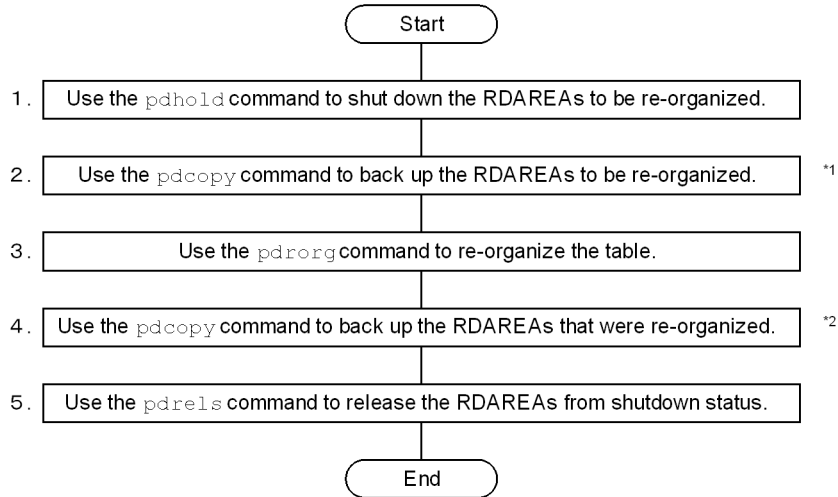 Start
1. Use the pdhold command to shut down the RDAREAs to be re-organized.
2. Use the pdcopy command to back up the RDAREAs to be re-organized. *1
3. Use the pdrorg command to re-organize the table.
4. Use the pdcopy command to back up the RDAREAs that were re-organized. *2
5. Use the pdrels command to release the RDAREAs from shutdown status.
End